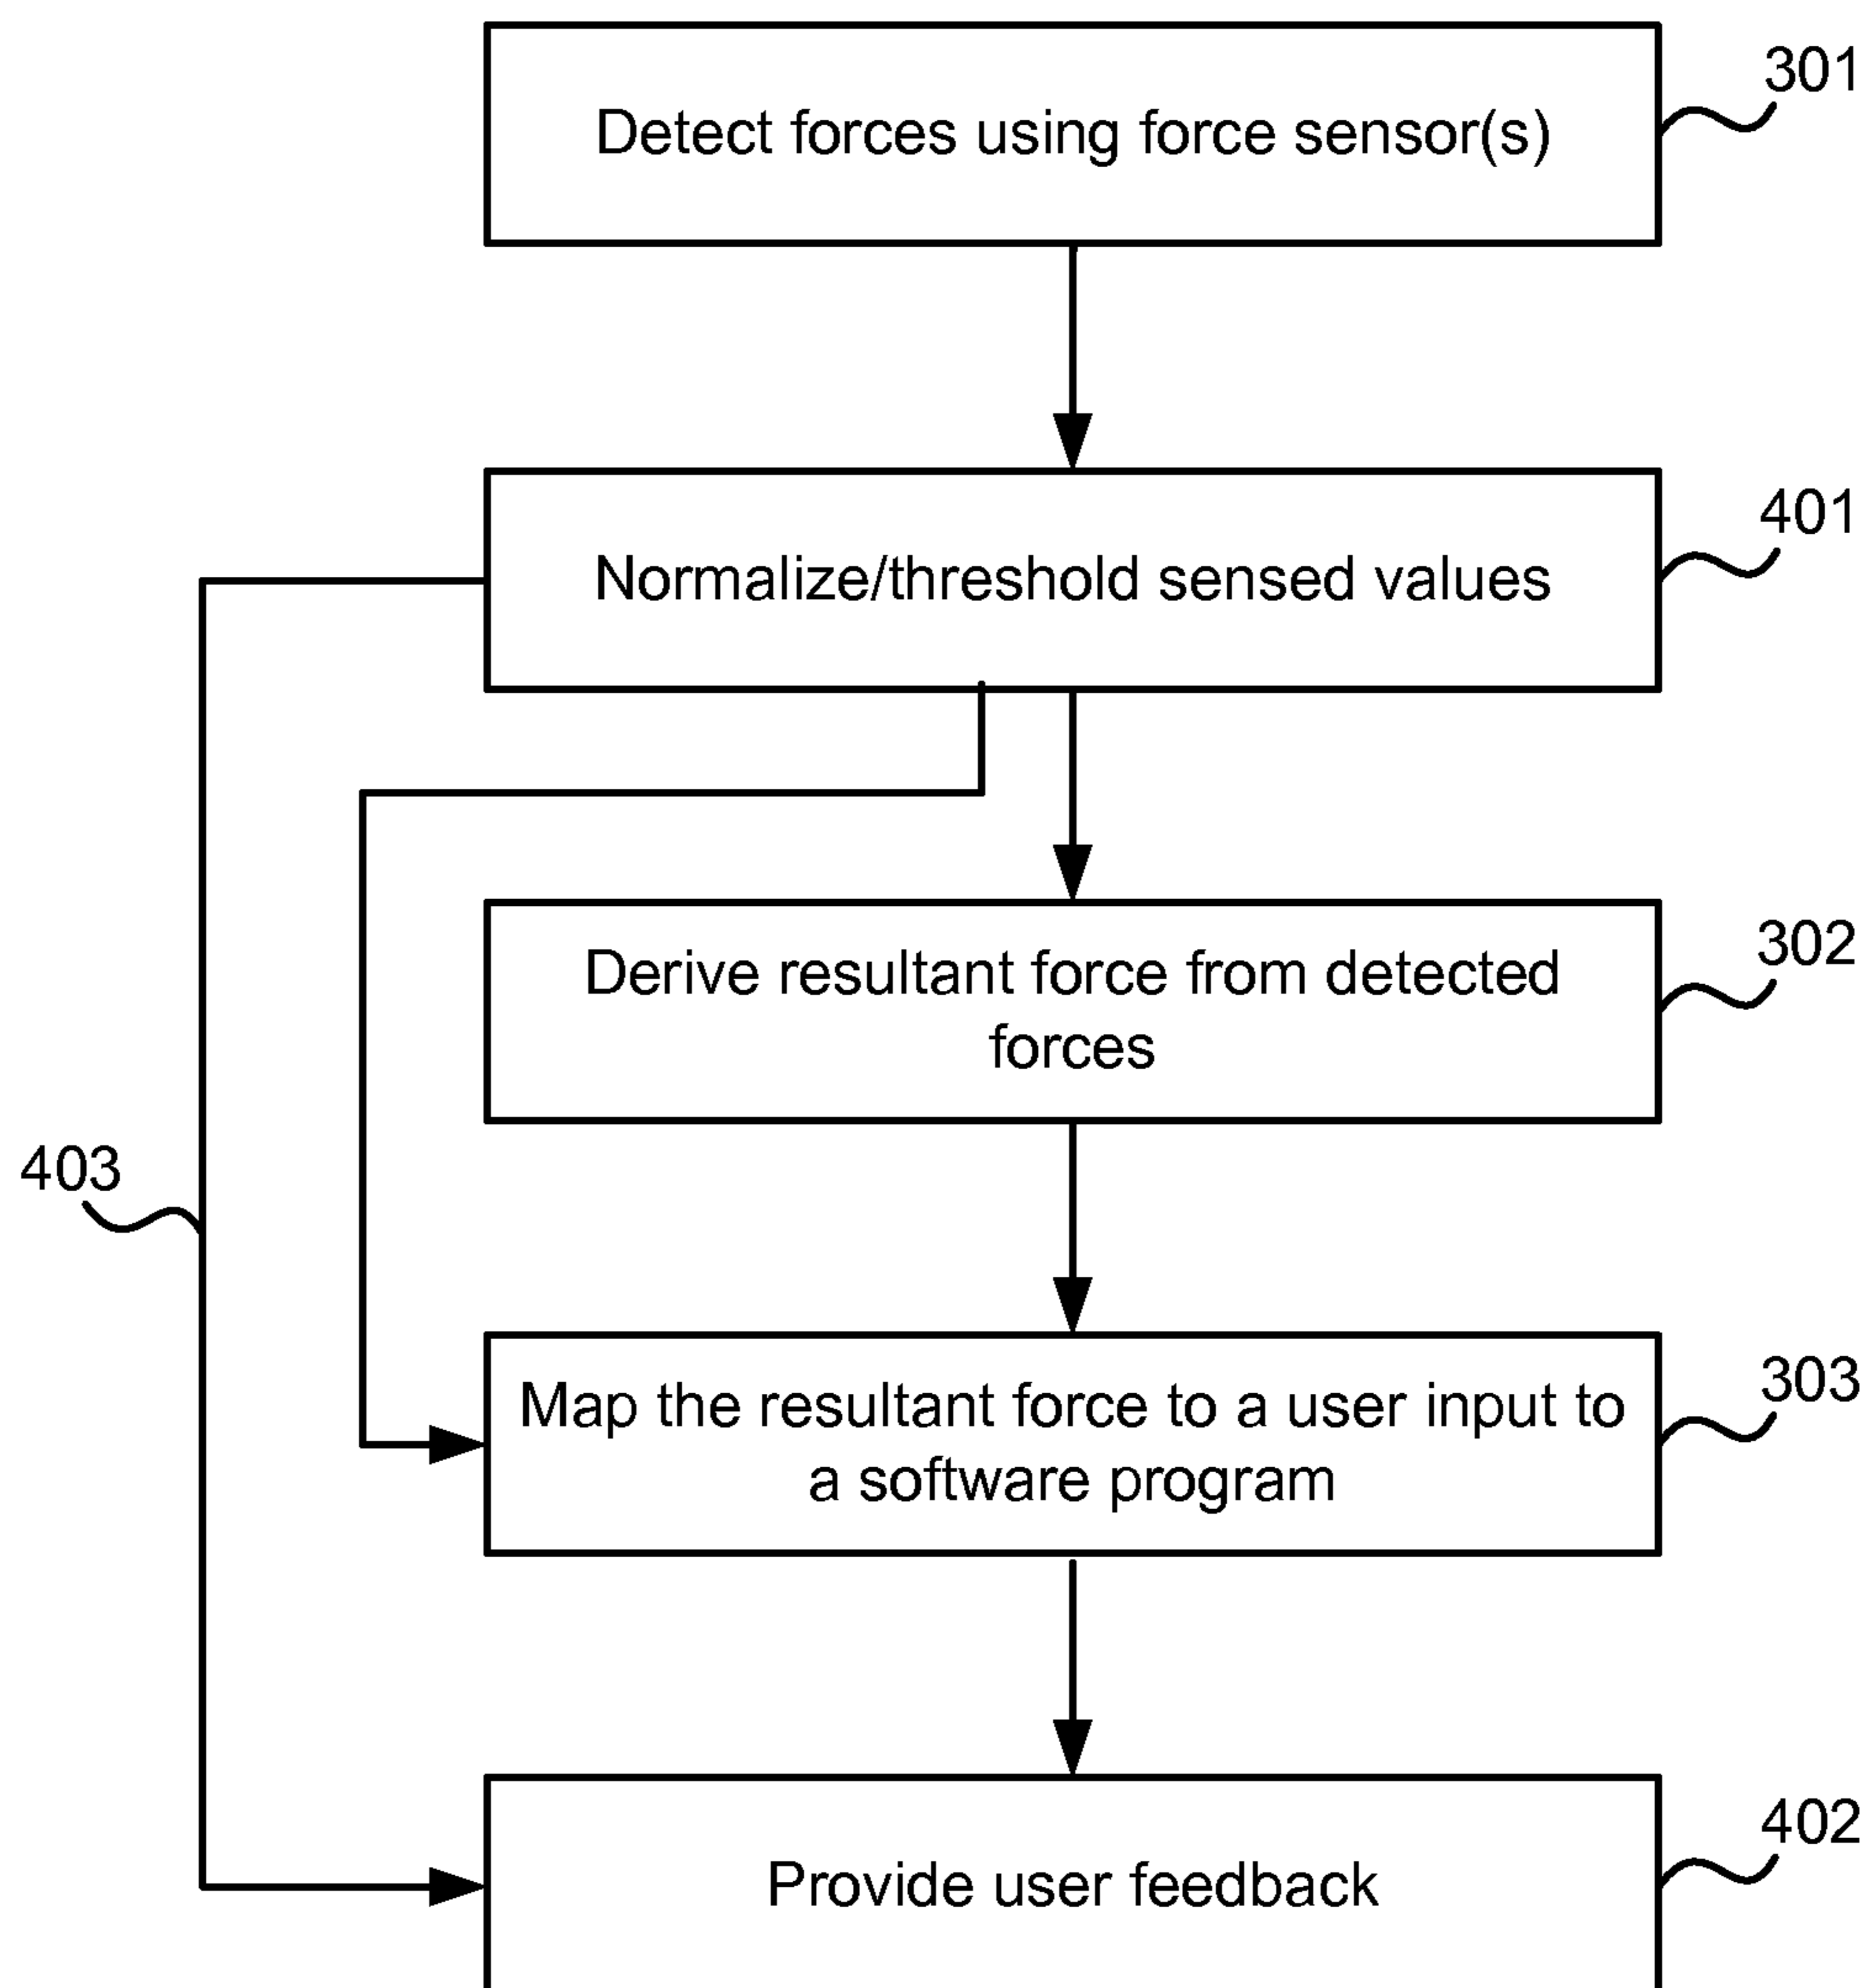 Detect forces using force sensor(s)
301
Normalize/threshold sensed values
401
Derive resultant force from detected
forces
302
403
Map the resultant force to a user input to
a software program
303
Provide user feedback
402